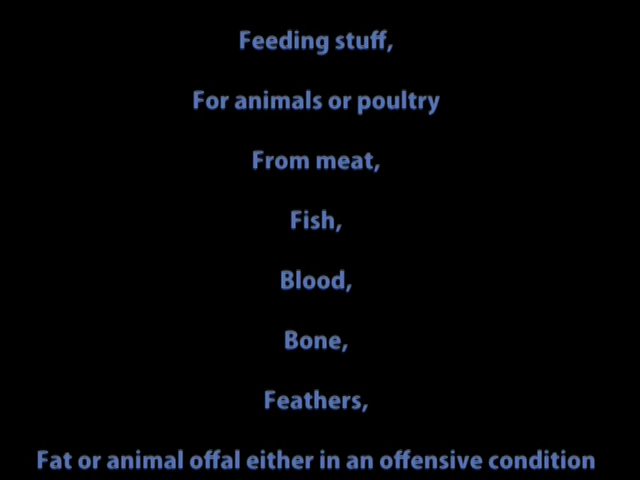 Feeding stuff,
For animals or poultry
From meat,
Fish,
Blood,
Bone,
Feathers,
Fat or animal offal either in an offensive condition